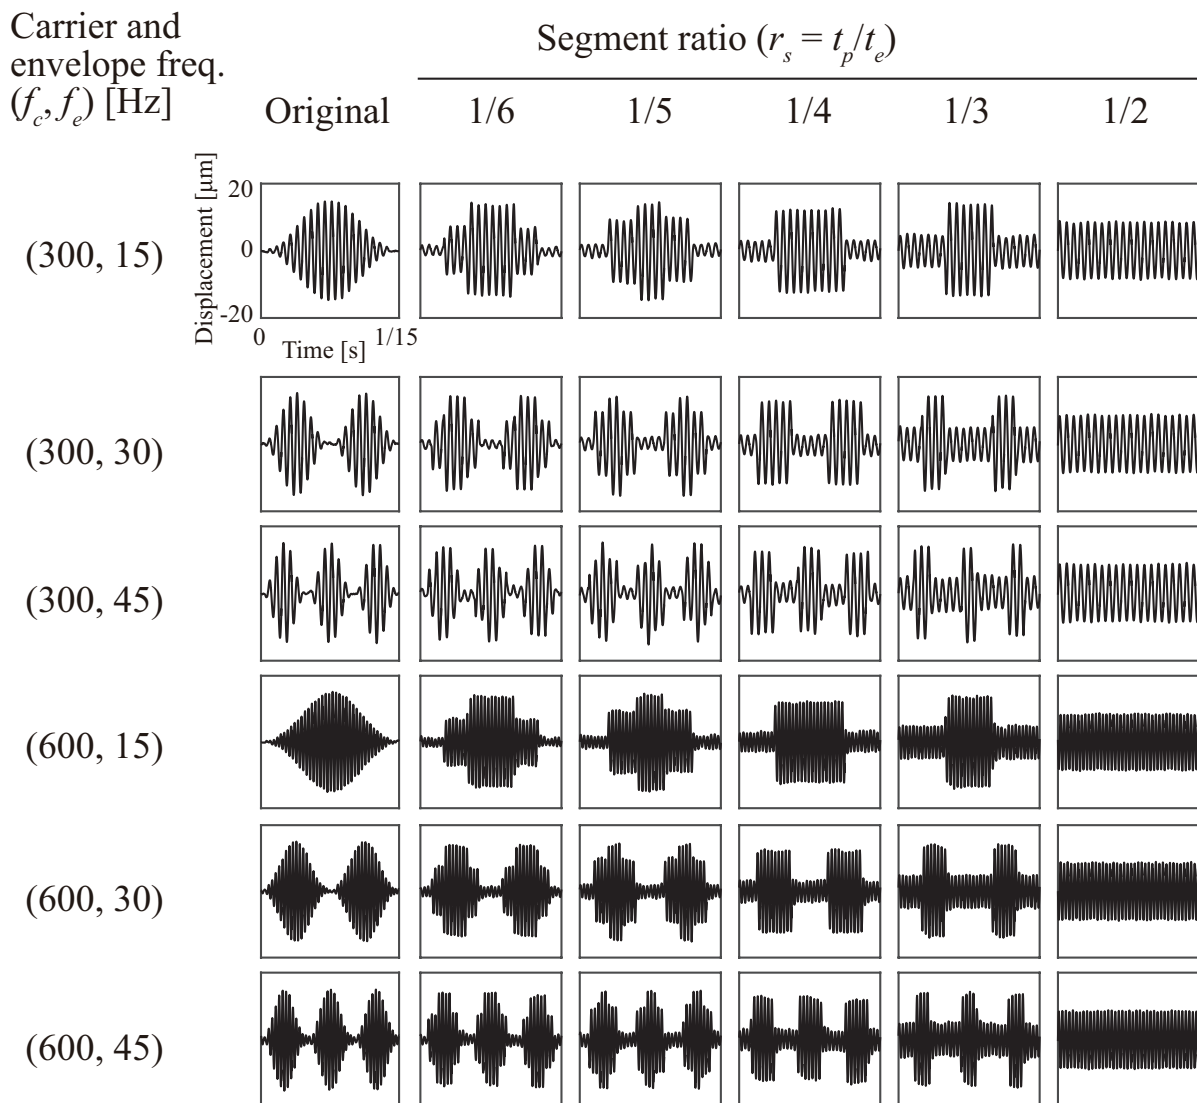 Carrier and
envelope freq.
(f_c, f_e) [Hz]
Segment ratio (r_s = t_p/t_e)
Original 1/6 1/5 1/4 1/3 1/2
(300, 15)
Displacement [μm]
20
0
-20
0 1/15
Time [s]
(300, 30)
(300, 45)
(600, 15)
(600, 30)
(600, 45)